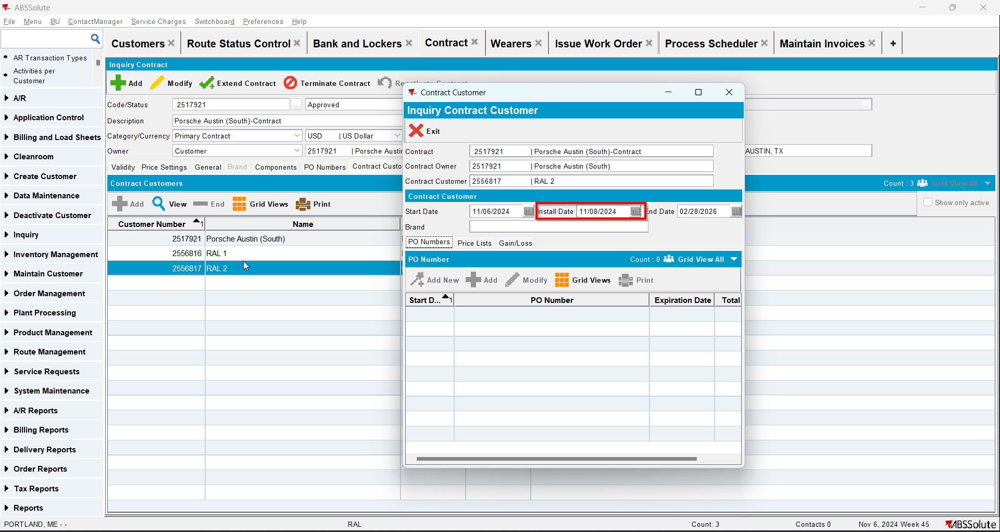 ABSSolute
File Menu BU ContactManager Service Charges Switchboard Preferences Help
Customers Route Status Control Bank and Lockers Contract Wearers Issue Work Order Process Scheduler Maintain Invoices +
AR Transaction Types
Activities per
Customer
A/R
Application Control
Billing and Load Sheets
Cleanroom
Create Customer
Data Maintenance
Deactivate Customer
Inquiry
Inventory Management
Maintain Customer
Order Management
Plant Processing
Product Management
Route Management
Service Requests
System Maintenance
A/R Reports
Billing Reports
Delivery Reports
Order Reports
Tax Reports
Reports
Inquiry Contract
Add Modify Extend Contract Terminate Contract
Code/Status 2517921 ... Approved ...
Description Porsche Austin (South)-Contract
Category/Currency Primary Contract USD | US Dollar
Owner Customer 2517921 | Porsche Austin AUSTIN, TX
Validity Price Settings General Brand Components PO Numbers Contract Custo
Contract Customers Count : 3 Grid View All
Add View End Grid Views Print Show only active
Customer Number 1 Name
2517921 Porsche Austin (South)
2556816 RAL 1
2556817 RAL 2
Contract Customer
Inquiry Contract Customer
Exit
Contract 2517921 | Porsche Austin (South)-Contract
Contract Owner 2517921 | Porsche Austin (South)
Contract Customer 2556817 | RAL 2
Contract Customer
Start Date 11/06/2024 15 Install Date 11/08/2024 15 End Date 02/28/2026 15
Brand
PO Numbers Price Lists Gain/Loss
PO Number Count : 0 Grid View All
Add New Add Modify Grid Views Print
Start D... 1 PO Number Expiration Date Total
PORTLAND, ME - - RAL Count: 3 Contacts 0 Nov 6, 2024 Week 45 ABSSolute